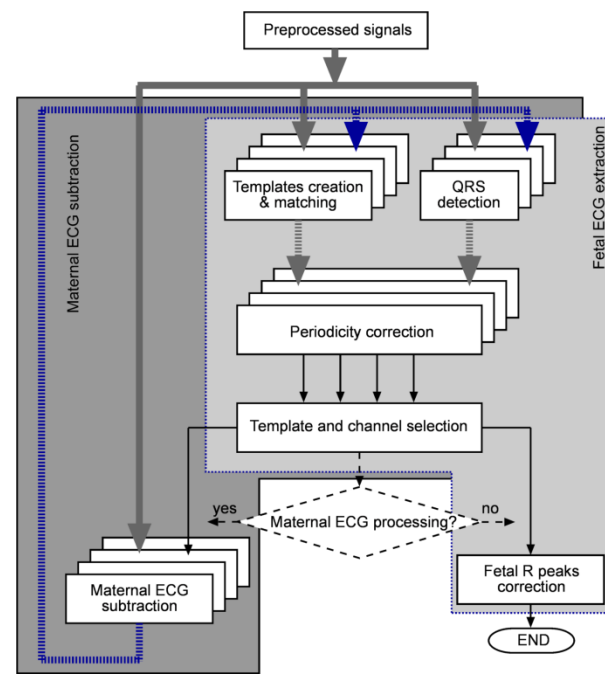 Preprocessed signals
Maternal ECG subtraction
Fetal ECG extraction
Templates creation
& matching
QRS
detection
Periodicity correction
Template and channel selection
yes
Maternal ECG processing?
no
Maternal ECG
subtraction
Fetal R peaks
correction
END